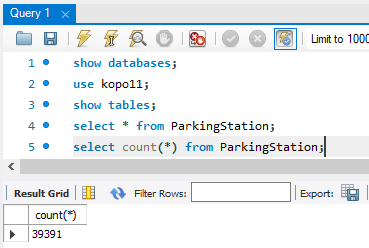 Query 1
Limit to 1000
1 show databases;
2 use kopo11;
3 show tables;
4 select * from ParkingStation;
5 select count(*) from ParkingStation;
Result Grid Filter Rows: Export:
count(*)
39391